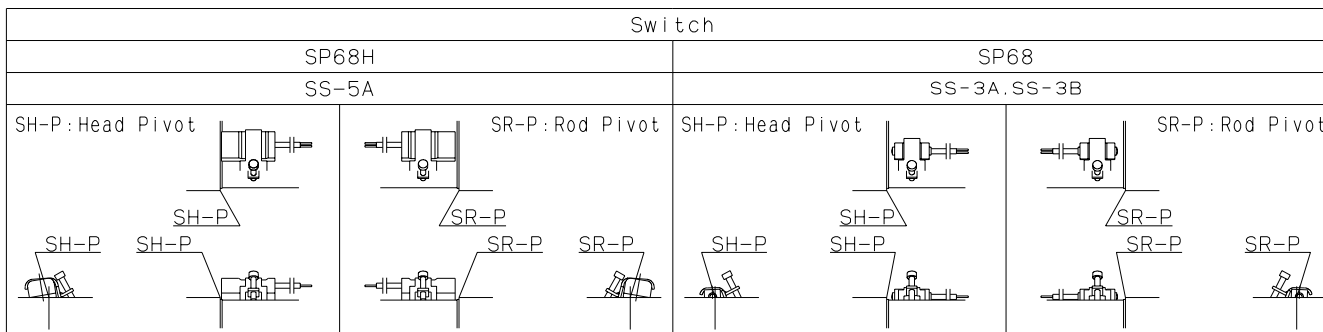 Switch
SP68H
SP68
SS-5A
SS-3A.SS-3B
SH-P:Head Pivot
SR-P:Rod Pivot
SH-P:Head Pivot
SR-P:Rod Pivot
SH-P
SR-P
SH-P
SR-P
SH-P
SH-P
SR-P
SR-P
SH-P
SH-P
SR-P
SR-P